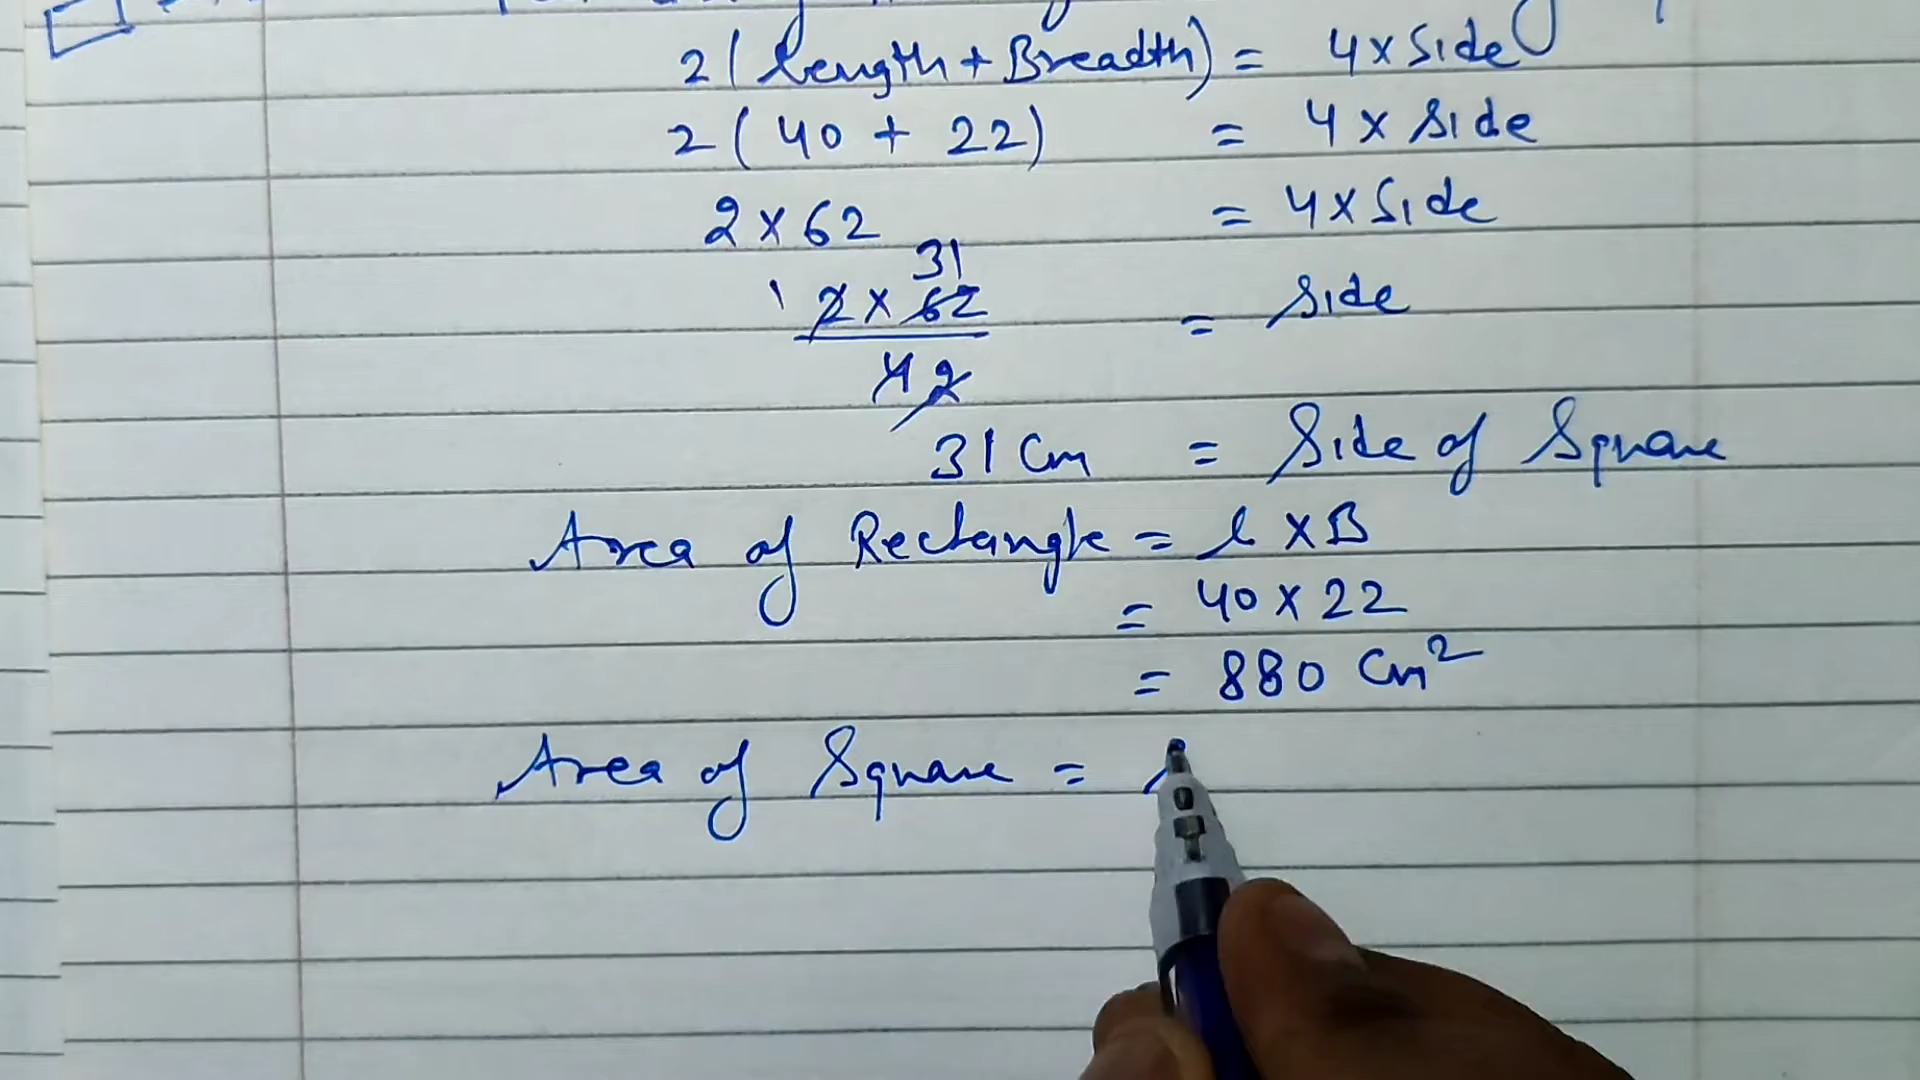 2(length + Breadth) = 4 x side
2(40 + 22) = 4 x side
2 x 62 = 4 x Side
31
1 2 x 62 = side
4 2
31 Cm = Side of Square
Area of Rectangle = l x B
= 40 x 22
= 880 Cm²
Area of Square =